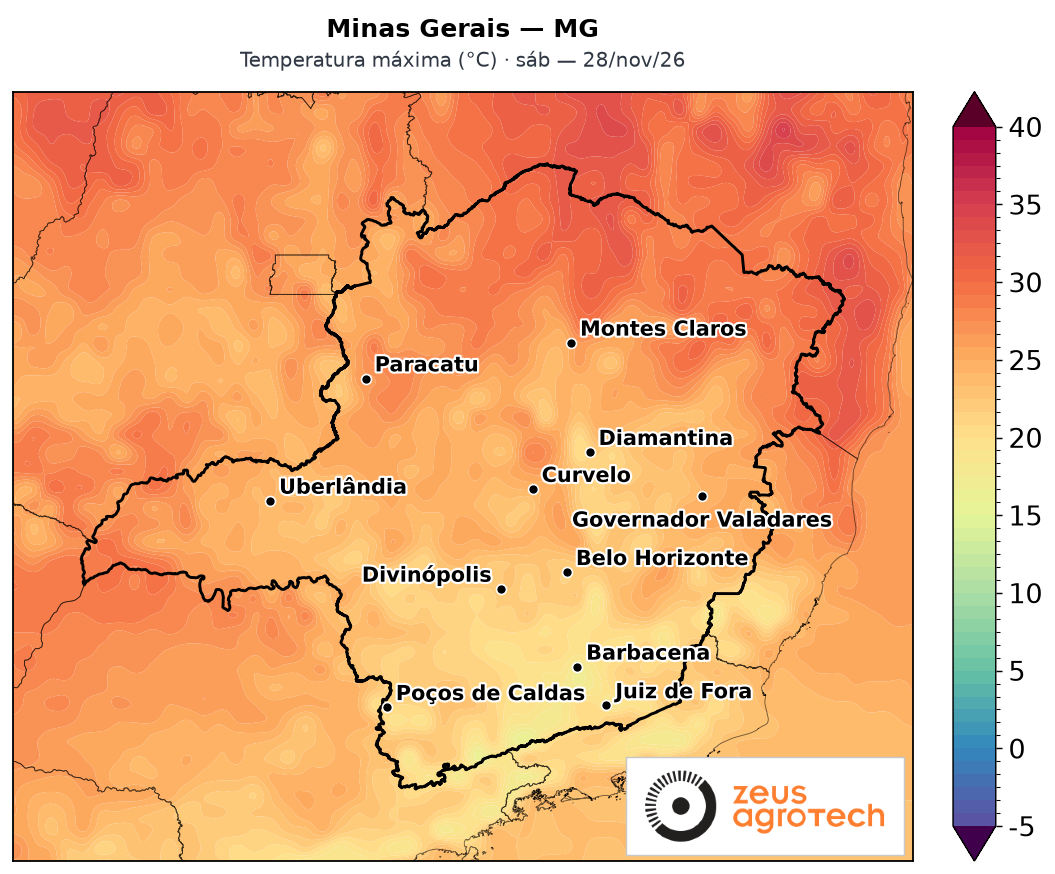 Minas Gerais — MG
Temperatura máxima (°C) · sáb — 28/nov/26
40
35
30
25
20
15
10
5
0
-5
Montes Claros
Paracatu
Diamantina
Curvelo
Uberlândia
Governador Valadares
Belo Horizonte
Divinópolis
Barbacena
Poços de Caldas
Juiz de Fora
zeus
agrotech